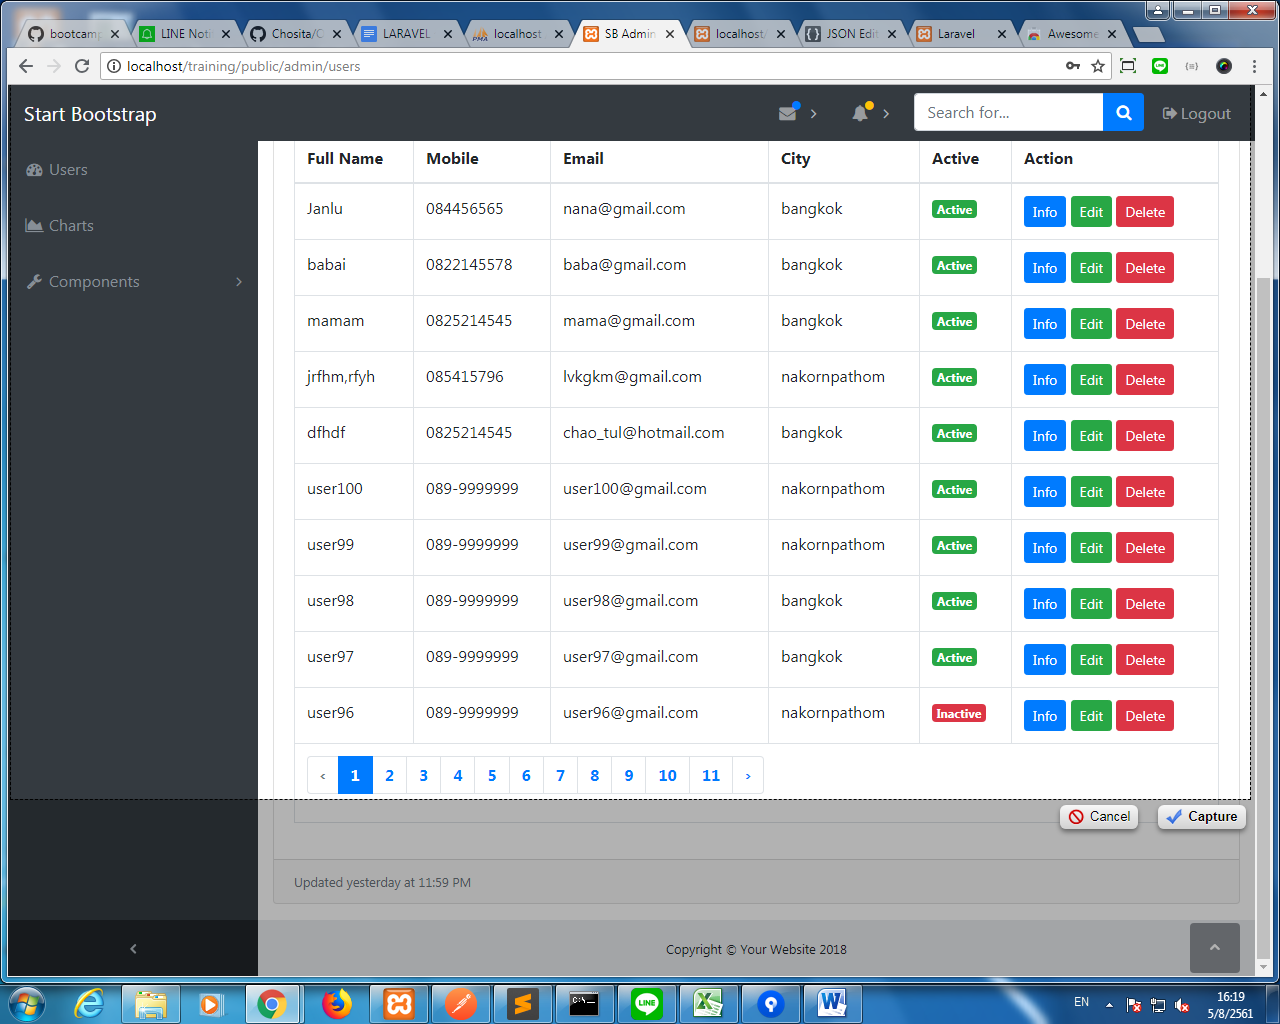 bootcamp
LINE Noti
Chosita/C
LARAVEL
localhost
SB Admin
localhost/
JSON Edit
Laravel
Awesome
localhost/training/public/admin/users
Start Bootstrap
Search for...
Logout
Users
Charts
Components
Full Name Mobile Email City Active Action
Janlu 084456565 nana@gmail.com bangkok Active Info Edit Delete
babai 0822145578 baba@gmail.com bangkok Active Info Edit Delete
mamam 0825214545 mama@gmail.com bangkok Active Info Edit Delete
jrfhm,rfyh 085415796 lvkgkm@gmail.com nakornpathom Active Info Edit Delete
dfhdf 0825214545 chao_tul@hotmail.com bangkok Active Info Edit Delete
user100 089-9999999 user100@gmail.com nakornpathom Active Info Edit Delete
user99 089-9999999 user99@gmail.com nakornpathom Active Info Edit Delete
user98 089-9999999 user98@gmail.com bangkok Active Info Edit Delete
user97 089-9999999 user97@gmail.com bangkok Active Info Edit Delete
user96 089-9999999 user96@gmail.com nakornpathom Inactive Info Edit Delete
‹ 1 2 3 4 5 6 7 8 9 10 11 ›
Cancel Capture
Updated yesterday at 11:59 PM
Copyright © Your Website 2018
EN
16:19
5/8/2561